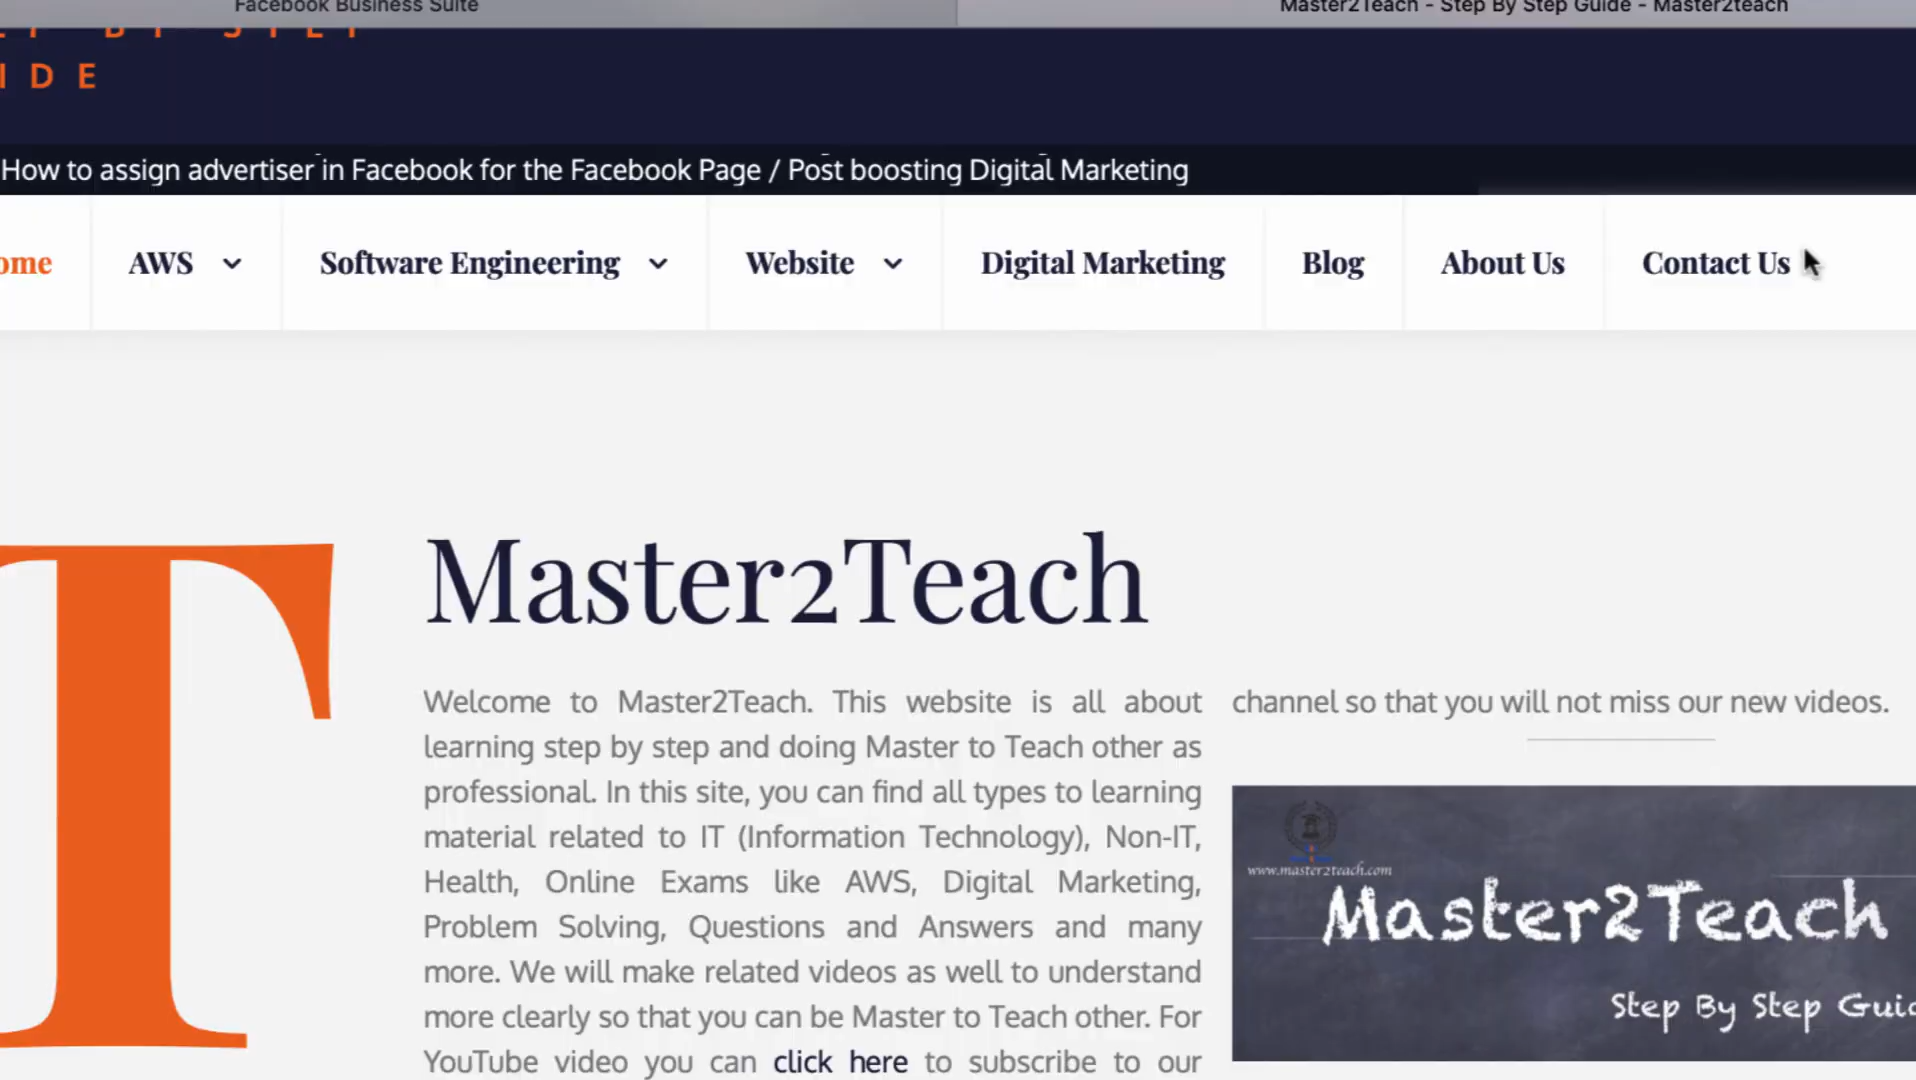 Facebook Business Suite
Master2Teach - Step By Step Guide - Master2teach
IDE
How to assign advertiser in Facebook for the Facebook Page / Post boosting Digital Marketing
ome AWS Software Engineering Website Digital Marketing Blog About Us Contact Us
T
Master2Teach
Welcome to Master2Teach. This website is all about
learning step by step and doing Master to Teach other as
professional. In this site, you can find all types to learning
material related to IT (Information Technology), Non-IT,
Health, Online Exams like AWS, Digital Marketing,
Problem Solving, Questions and Answers and many
more. We will make related videos as well to understand
more clearly so that you can be Master to Teach other. For
YouTube video you can click here to subscribe to our
channel so that you will not miss our new videos.
www.master2teach.com
Master2Teach
Step By Step Guid